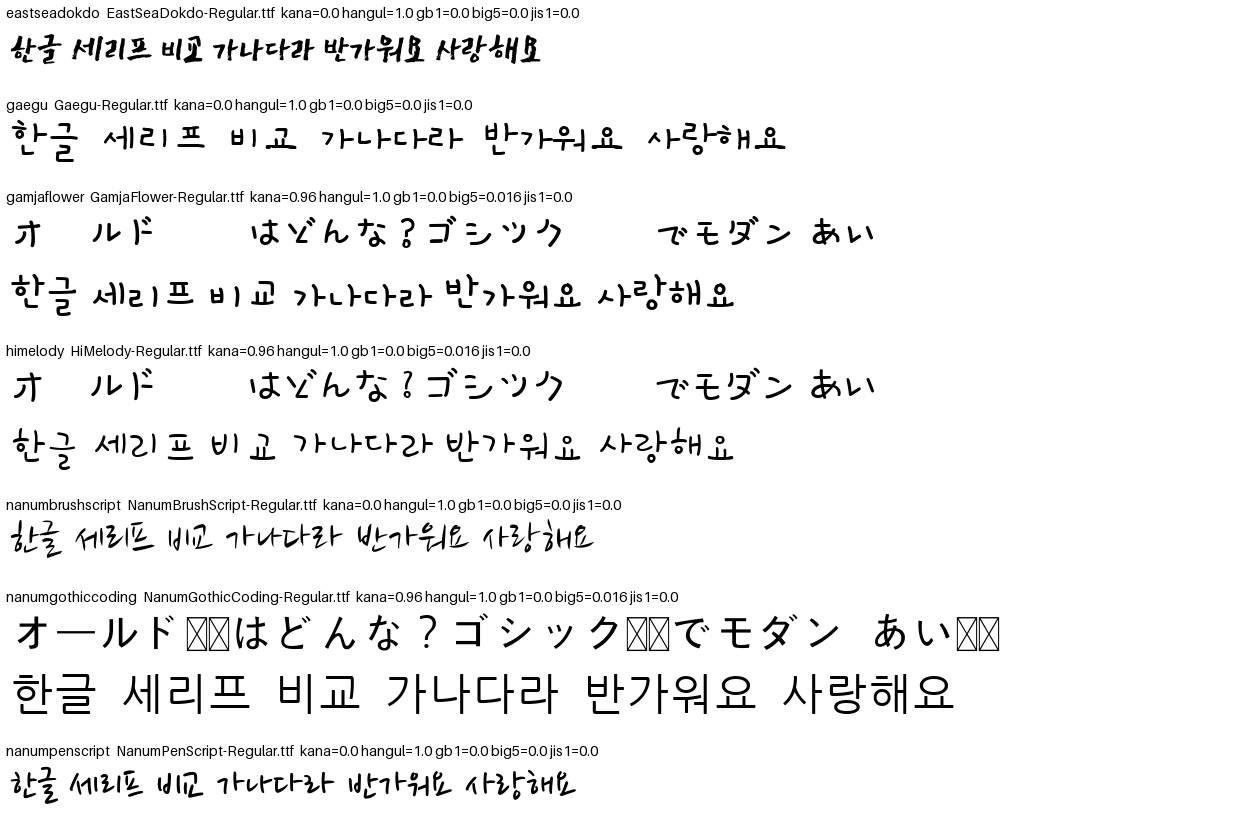 eastseadokdo EastSeaDokdo-Regular.ttf kana=0.0 hangul=1.0 gb1=0.0 big5=0.0 jis1=0.0
한글 세리프 비교 가나다라 반가워요 사랑해요
gaegu Gaegu-Regular.ttf kana=0.0 hangul=1.0 gb1=0.0 big5=0.0 jis1=0.0
한글 세리프 비교 가나다라 반가워요 사랑해요
gamjaflower GamjaFlower-Regular.ttf kana=0.96 hangul=1.0 gb1=0.0 big5=0.016 jis1=0.0
オ ルド はどんな?ゴシック でモダン あい
한글 세리프 비교 가나다라 반가워요 사랑해요
himelody HiMelody-Regular.ttf kana=0.96 hangul=1.0 gb1=0.0 big5=0.016 jis1=0.0
オ ルド はどんな?ゴシック でモダン あい
한글 세리프 비교 가나다라 반가워요 사랑해요
nanumbrushscript NanumBrushScript-Regular.ttf kana=0.0 hangul=1.0 gb1=0.0 big5=0.0 jis1=0.0
한글 세리프 비교 가나다라 반가워요 사랑해요
nanumgothiccoding NanumGothicCoding-Regular.ttf kana=0.96 hangul=1.0 gb1=0.0 big5=0.016 jis1=0.0
オールド はどんな?ゴシック でモダン あい
한글 세리프 비교 가나다라 반가워요 사랑해요
nanumpenscript NanumPenScript-Regular.ttf kana=0.0 hangul=1.0 gb1=0.0 big5=0.0 jis1=0.0
한글 세리프 비교 가나다라 반가워요 사랑해요